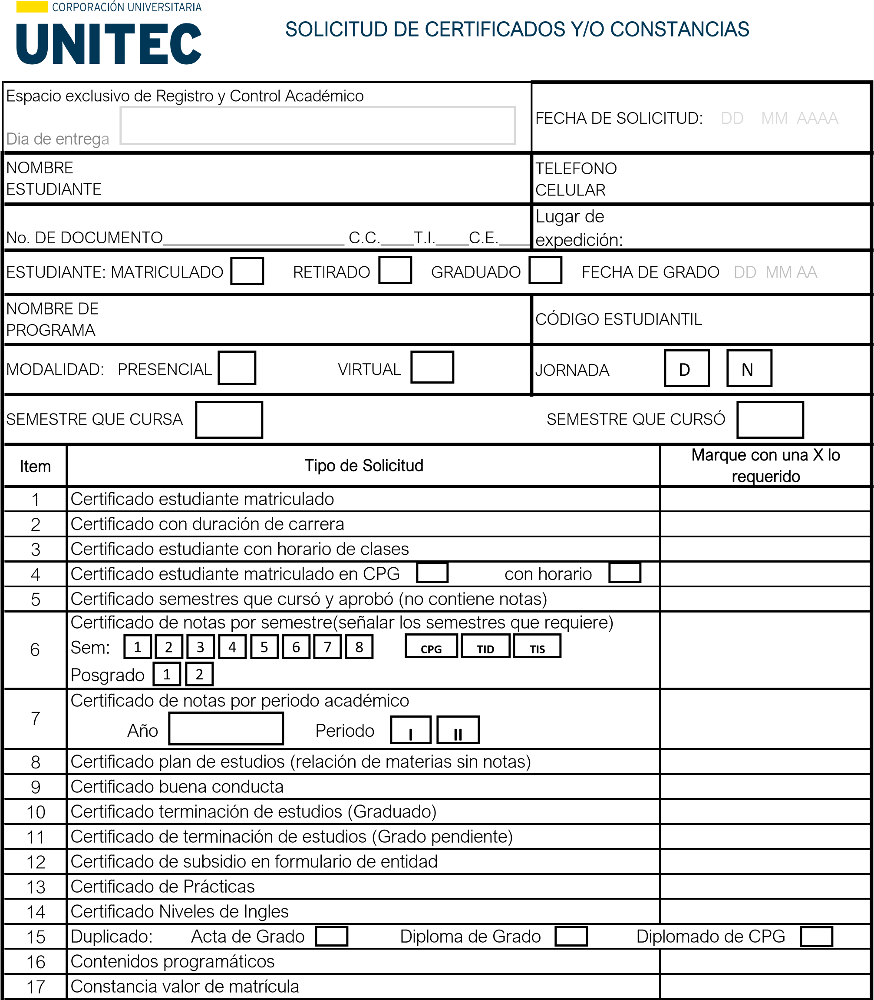 CORPORACIÓN UNIVERSITARIA
UNITEC
SOLICITUD DE CERTIFICADOS Y/O CONSTANCIAS
Espacio exclusivo de Registro y Control Académico
Dia de entrega
FECHA DE SOLICITUD: DD MM AAAA
NOMBRE
ESTUDIANTE
TELEFONO
CELULAR
No. DE DOCUMENTO____________________ C.C.____T.I.____C.E.____
Lugar de
expedición:
ESTUDIANTE: MATRICULADO RETIRADO GRADUADO FECHA DE GRADO DD MM AA
NOMBRE DE
PROGRAMA
CÓDIGO ESTUDIANTIL
MODALIDAD: PRESENCIAL VIRTUAL
JORNADA D N
SEMESTRE QUE CURSA SEMESTRE QUE CURSÓ
Item Tipo de Solicitud
Marque con una X lo
requerido
1 Certificado estudiante matriculado
2 Certificado con duración de carrera
3 Certificado estudiante con horario de clases
4 Certificado estudiante matriculado en CPG con horario
5 Certificado semestres que cursó y aprobó (no contiene notas)
6 Certificado de notas por semestre(señalar los semestres que requiere)
Sem: 1 2 3 4 5 6 7 8 CPG TID TIS
Posgrado 1 2
7 Certificado de notas por periodo académico
Año Periodo I II
8 Certificado plan de estudios (relación de materias sin notas)
9 Certificado buena conducta
10 Certificado terminación de estudios (Graduado)
11 Certificado de terminación de estudios (Grado pendiente)
12 Certificado de subsidio en formulario de entidad
13 Certificado de Prácticas
14 Certificado Niveles de Ingles
15 Duplicado: Acta de Grado Diploma de Grado Diplomado de CPG
16 Contenidos programáticos
17 Constancia valor de matrícula